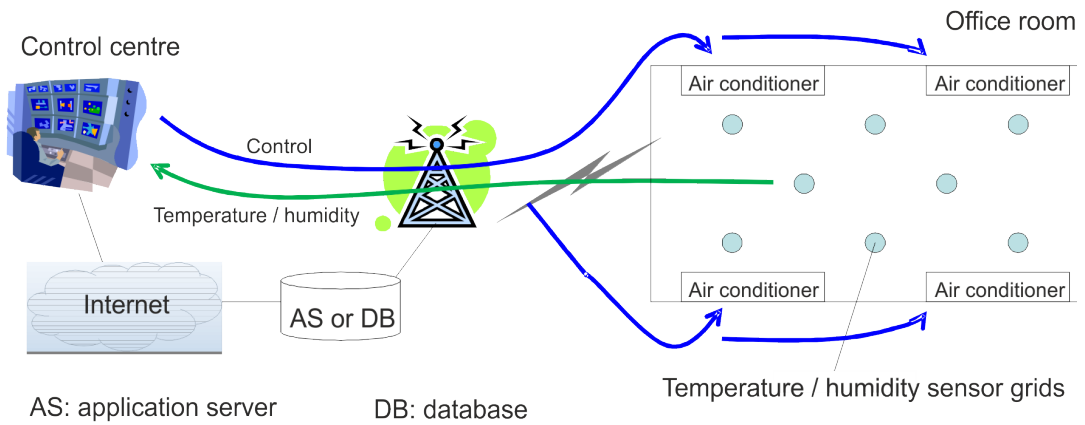 Office room
Control centre
Air conditioner
Air conditioner
Control
Temperature / humidity
Internet
AS or DB
Air conditioner
Air conditioner
Temperature / humidity sensor grids
AS: application server
DB: database